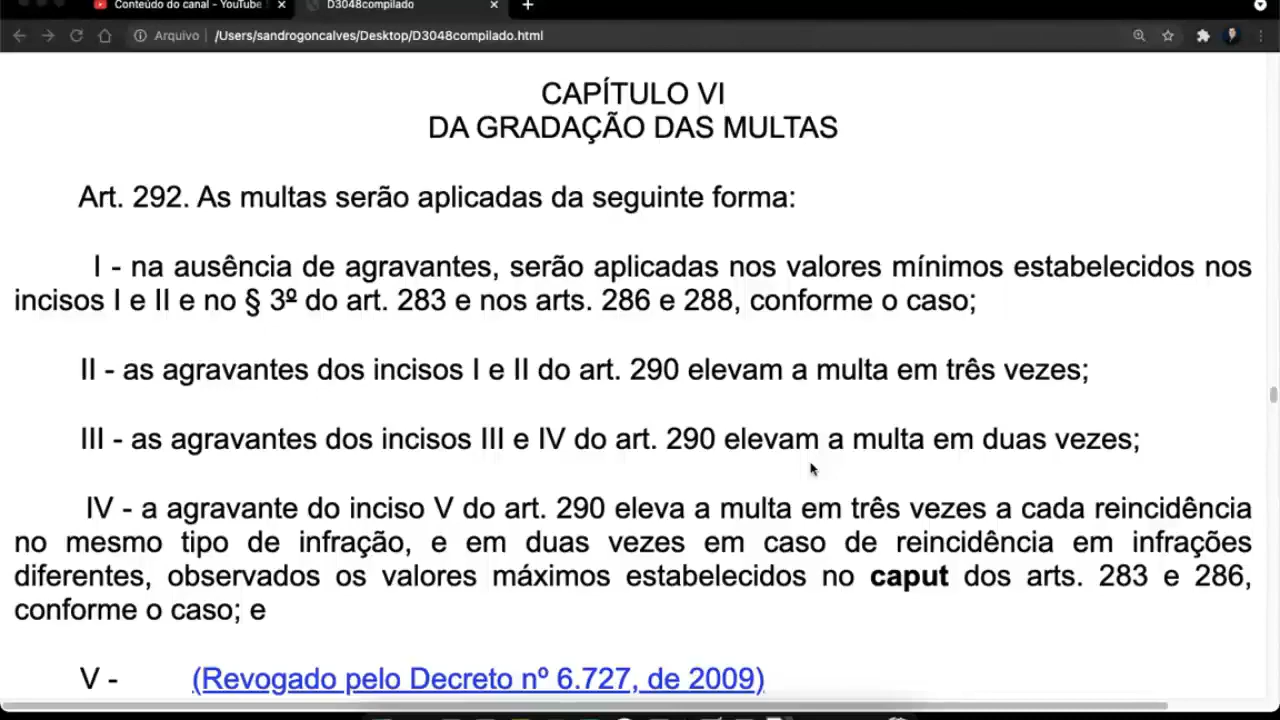 Conteúdo do canal - YouTube
D3048compilado
Arquivo
/Users/sandrogoncalves/Desktop/D3048compilado.html
CAPÍTULO VI
DA GRADAÇÃO DAS MULTAS
Art. 292. As multas serão aplicadas da seguinte forma:
I - na ausência de agravantes, serão aplicadas nos valores mínimos estabelecidos nos
incisos I e II e no § 3º do art. 283 e nos arts. 286 e 288, conforme o caso;
II - as agravantes dos incisos I e II do art. 290 elevam a multa em três vezes;
III - as agravantes dos incisos III e IV do art. 290 elevam a multa em duas vezes;
IV - a agravante do inciso V do art. 290 eleva a multa em três vezes a cada reincidência
no mesmo tipo de infração, e em duas vezes em caso de reincidência em infrações
diferentes, observados os valores máximos estabelecidos no caput dos arts. 283 e 286,
conforme o caso; e
V - (Revogado pelo Decreto nº 6.727, de 2009)